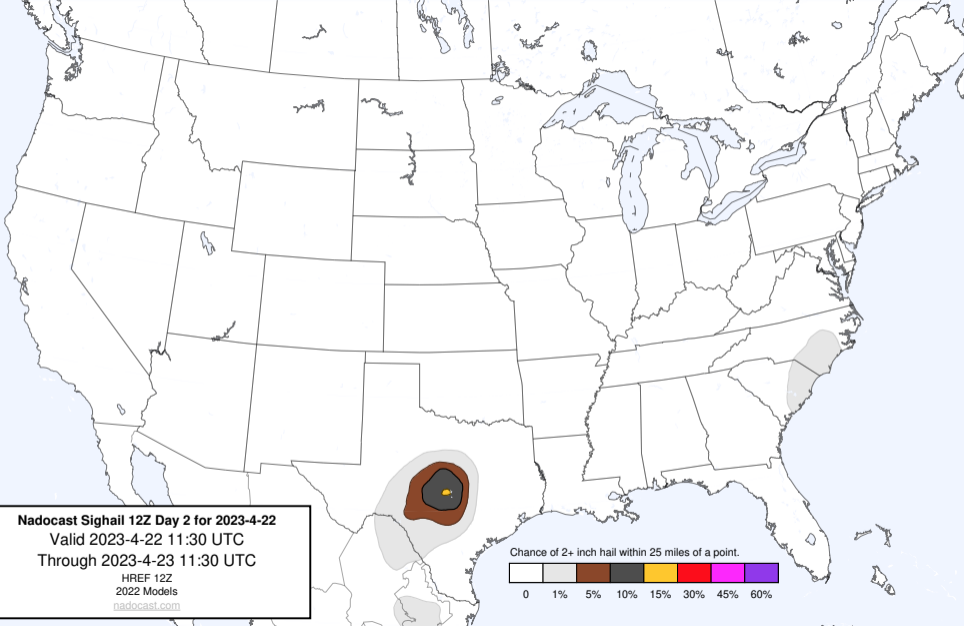 Nadocast Sighail 12Z Day 2 for 2023-4-22
Valid 2023-4-22 11:30 UTC
Through 2023-4-23 11:30 UTC
HREF 12Z
2022 Models
nadocast.com
Chance of 2+ inch hail within 25 miles of a point.
0 1% 5% 10% 15% 30% 45% 60%